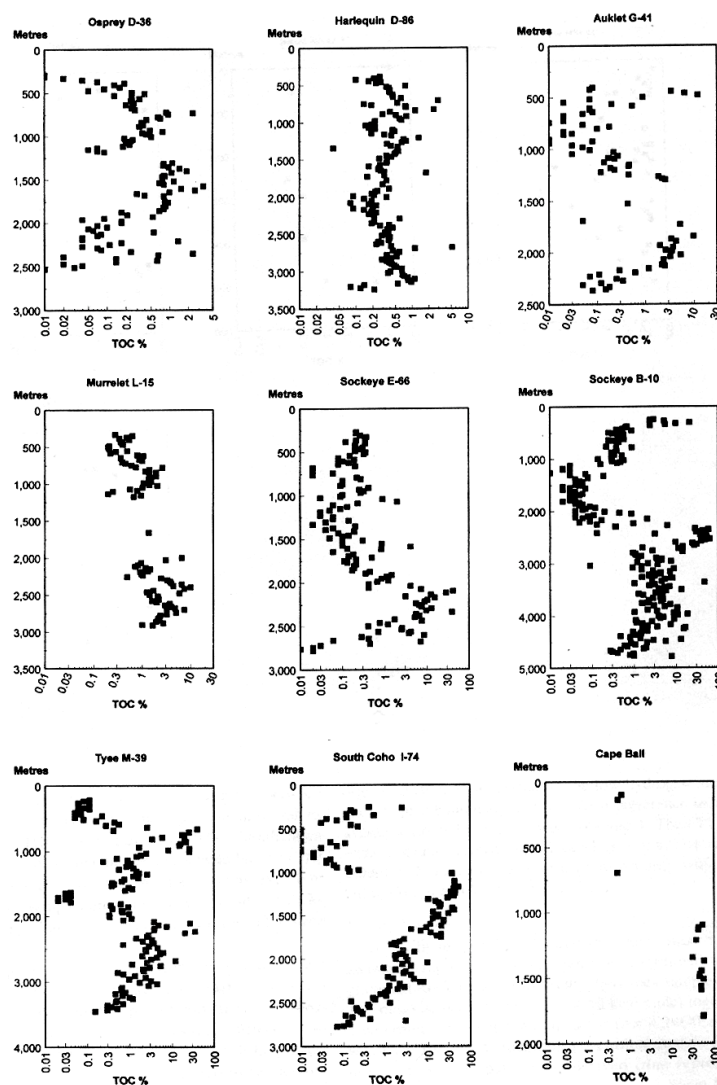 Osprey D-36
Metres
0
500
1,000
1,500
2,000
2,500
3,000
0.01 0.02 0.05 0.1 0.2 0.5 1 2 5
TOC %
Harlequin D-86
Metres
0
500
1,000
1,500
2,000
2,500
3,000
3,500
0.01 0.02 0.05 0.1 0.2 0.5 1 2 5 10
TOC %
Auklet G-41
Metres
0
500
1,000
1,500
2,000
2,500
0.01 0.03 0.1 0.3 1 3 10 30
TOC %
Murrelet L-15
Metres
0
500
1,000
1,500
2,000
2,500
3,000
3,500
0.01 0.03 0.1 0.3 1 3 10 30
TOC %
Sockeye E-66
Metres
0
500
1,000
1,500
2,000
2,500
3,000
0.01 0.03 0.1 0.3 1 3 10 30 100
TOC %
Sockeye B-10
Metres
0
1,000
2,000
3,000
4,000
5,000
0.01 0.03 0.1 0.3 1 3 10 30 100
TOC %
Tyee M-39
Metres
0
1,000
2,000
3,000
4,000
0.01 0.03 0.1 0.3 1 3 10 30 100
TOC %
South Coho I-74
Metres
0
500
1,000
1,500
2,000
2,500
3,000
0.01 0.03 0.1 0.3 1 3 10 30 100
TOC %
Cape Ball
Metres
0
500
1,000
1,500
2,000
0.01 0.03 0.1 0.3 1 3 10 30 100
TOC %